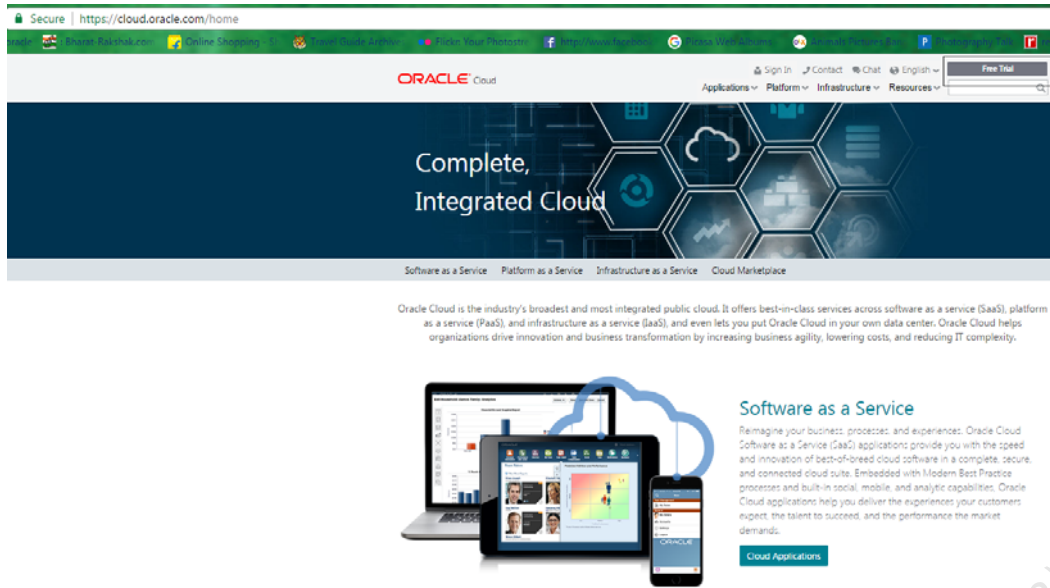 Secure | https://cloud.oracle.com/home
oracle Bharat-Rakshak.com Online Shopping - S Travel Guide Archive Flickr: Your Photostre http://www.faceboo Picasa Web Albums Animals Pictures Ban Photography Talk
ORACLE Cloud
Sign In Contact Chat English Free Trial
Applications Platform Infrastructure Resources
Complete,
Integrated Cloud
Software as a Service Platform as a Service Infrastructure as a Service Cloud Marketplace
Oracle Cloud is the industry's broadest and most integrated public cloud. It offers best-in-class services across software as a service (SaaS), platform
as a service (PaaS), and infrastructure as a service (IaaS), and even lets you put Oracle Cloud in your own data center. Oracle Cloud helps
organizations drive innovation and business transformation by increasing business agility, lowering costs, and reducing IT complexity.
Software as a Service
Reimagine your business, processes, and experiences. Oracle Cloud
Software as a Service (SaaS) applications provide you with the speed
and innovation of best-of-breed cloud software in a complete, secure,
and connected cloud suite. Embedded with Modern Best Practice
processes and built-in social, mobile, and analytic capabilities, Oracle
Cloud applications help you deliver the experiences your customers
expect, the talent to succeed, and the performance the market
demands.
ORACLE
Cloud Applications